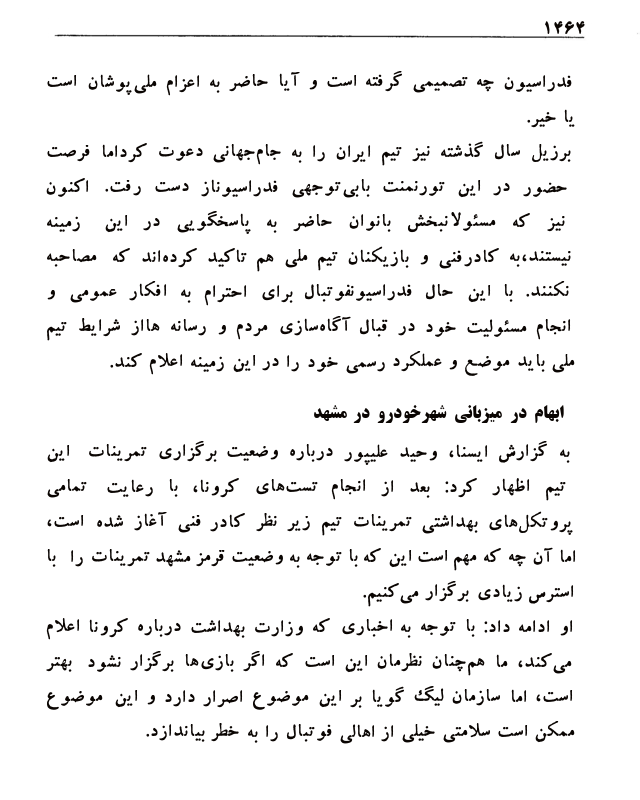 ۱۴۶۴
فدراسیون چه تصمیمی گرفته است و آیا حاضر به اعزام ملی‌پوشان است
یا خیر.
برزیل سال گذشته نیز تیم ایران را به جام‌جهانی دعوت کرداما فرصت
حضور در این تورنمنت بابی‌توجهی فدراسیوناز دست رفت. اکنون
نیز که مسئولانبخش بانوان حاضر به پاسخگویی در این زمینه
نیستند،به کادرفنی و بازیکنان تیم ملی هم تاکید کرده‌اند که مصاحبه
نکنند. با این حال فدراسیونفوتبال برای احترام به افکار عمومی و
انجام مسئولیت خود در قبال آگاه‌سازی مردم و رسانه هااز شرایط تیم
ملی باید موضع و عملکرد رسمی خود را در این زمینه اعلام کند.
ابهام در میزبانی شهرخودرو در مشهد
به گزارش ایسنا، وحید علیپور درباره وضعیت برگزاری تمرینات این
تیم اظهار کرد: بعد از انجام تست‌های کرونا، با رعایت تمامی
پروتکل‌های بهداشتی تمرینات تیم زیر نظر کادر فنی آغاز شده است،
اما آن چه که مهم است این که با توجه به وضعیت قرمز مشهد تمرینات را با
استرس زیادی برگزار می‌کنیم.
او ادامه داد: با توجه به اخباری که وزارت بهداشت درباره کرونا اعلام
می‌کند، ما هم‌چنان نظرمان این است که اگر بازی‌ها برگزار نشود بهتر
است، اما سازمان لیگ گویا بر این موضوع اصرار دارد و این موضوع
ممکن است سلامتی خیلی از اهالی فوتبال را به خطر بیاندازد.